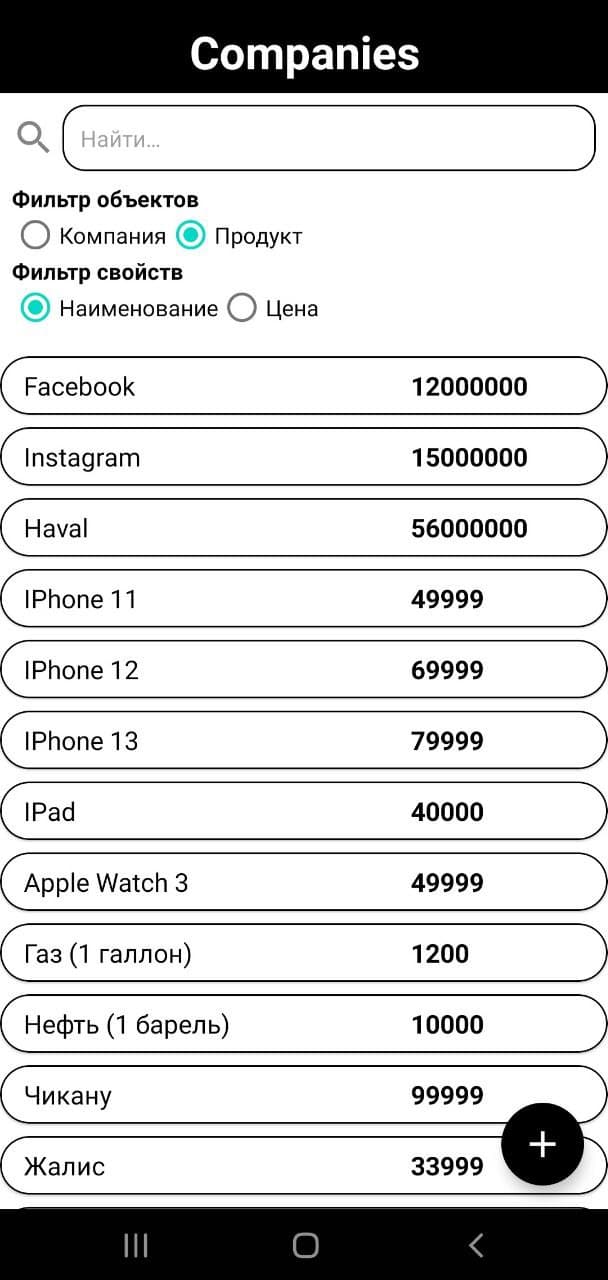 Companies
Найти...
Фильтр объектов
Компания Продукт
Фильтр свойств
Наименование Цена
Facebook 12000000
Instagram 15000000
Haval 56000000
IPhone 11 49999
IPhone 12 69999
IPhone 13 79999
IPad 40000
Apple Watch 3 49999
Газ (1 галлон) 1200
Нефть (1 барель) 10000
Чикану 99999
Жалис 33999
+